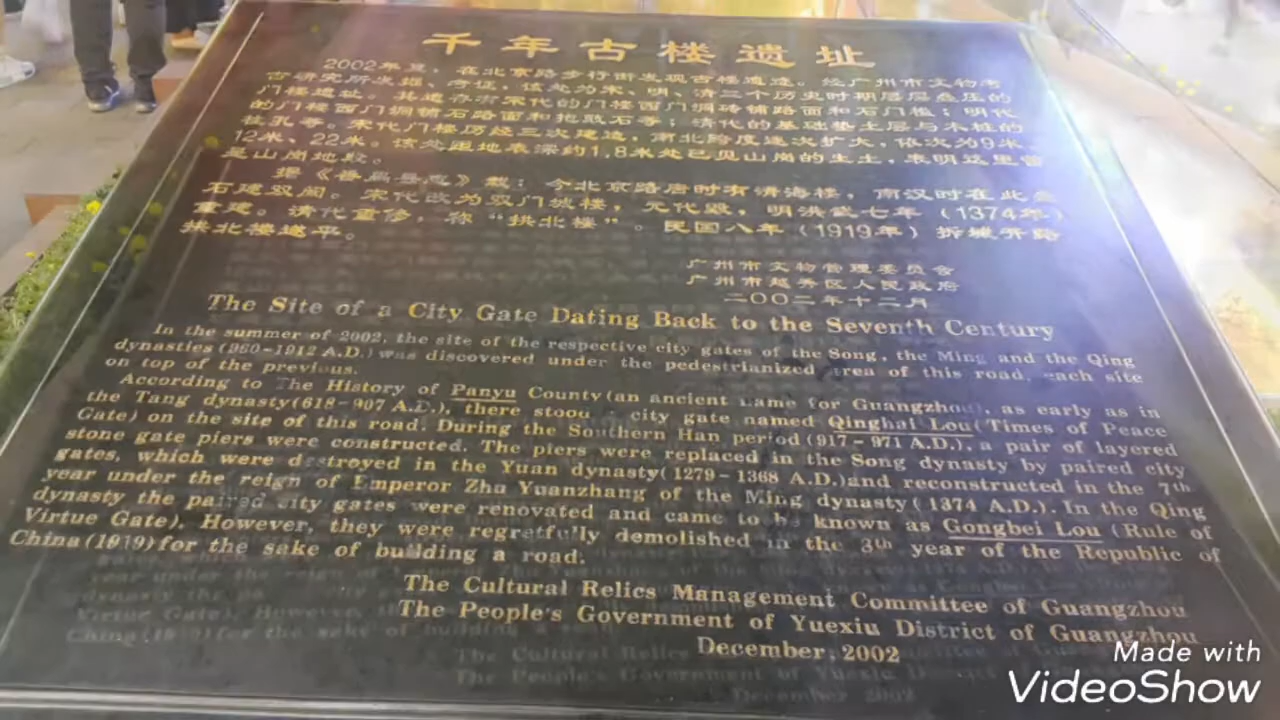 千年古楼遗址
2002年夏，在北京路步行街发现古楼遗迹。经广州市文物考
古研究所发掘、考证，该处为宋、明、清三个历史时期层层叠压的
门楼遗址。其遗存有宋代的门楼西门洞砖铺路面和石门槛；明代
的门楼西门洞铺石路面和抱鼓石等；清代的基础垫土层与木桩的
桩孔等。宋代门楼历经三次建造，南北跨度逐次扩大，依次为9米、
12米、22米。该处距地表深约1.8米处已见山岗的生土，表明这里曾
是山岗地貌。
据《番禺县志》载：今北京路唐时有清海楼，南汉时在此叠
石建双阙。宋代改为双门城楼，元代毁，明洪武七年（1374年）
重建。清代重修，称“拱北楼”。民国八年（1919年）拆城开路
拱北楼遂平。
广州市文物管理委员会
广州市越秀区人民政府
二〇〇二年十二月
The Site of a City Gate Dating Back to the Seventh Century
In the summer of 2002, the site of the respective city gates of the Song, the Ming and the Qing
dynasties (960-1912 A.D.) was discovered under the pedestrianized area of this road, each site
on top of the previous.
According to The History of Panyu County (an ancient name for Guangzhou), as early as in
the Tang dynasty(618-907 A.D.), there stood city gate named Qinghai Lou(Times of Peace
Gate) on the site of this road. During the Southern Han period (917-971 A.D.), a pair of layered
stone gate piers were constructed. The piers were replaced in the Song dynasty by paired city
gates, which were destroyed in the Yuan dynasty(1279-1368 A.D.)and reconstructed in the 7th
year under the reign of Emperor Zhu Yuanzhang of the Ming dynasty(1374 A.D.). In the Qing
dynasty the paired city gates were renovated and came to be known as Gongbei Lou (Rule of
Virtue Gate). However, they were regretfully demolished in the 3th year of the Republic of
China(1919)for the sake of building a road.
The Cultural Relics Management Committee of Guangzhou
The People's Government of Yuexiu District of Guangzhou
December, 2002
Made with
VideoShow